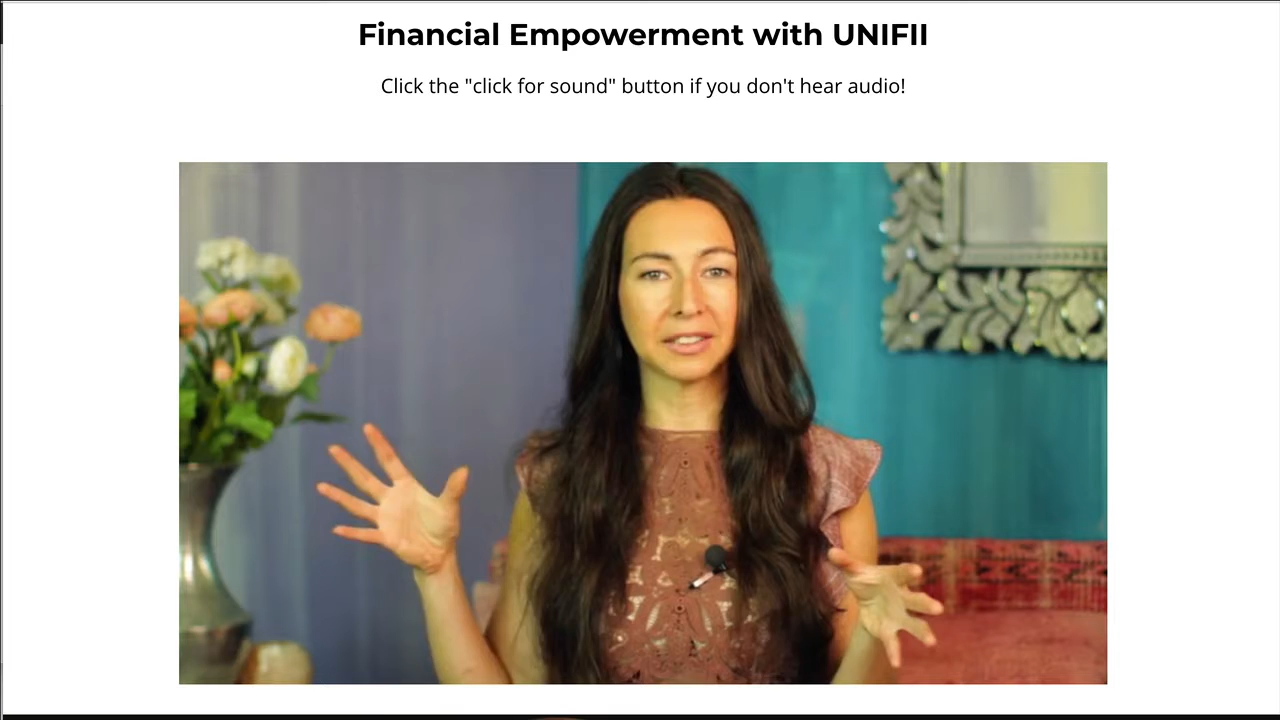 Financial Empowerment with UNIFII
Click the "click for sound" button if you don't hear audio!